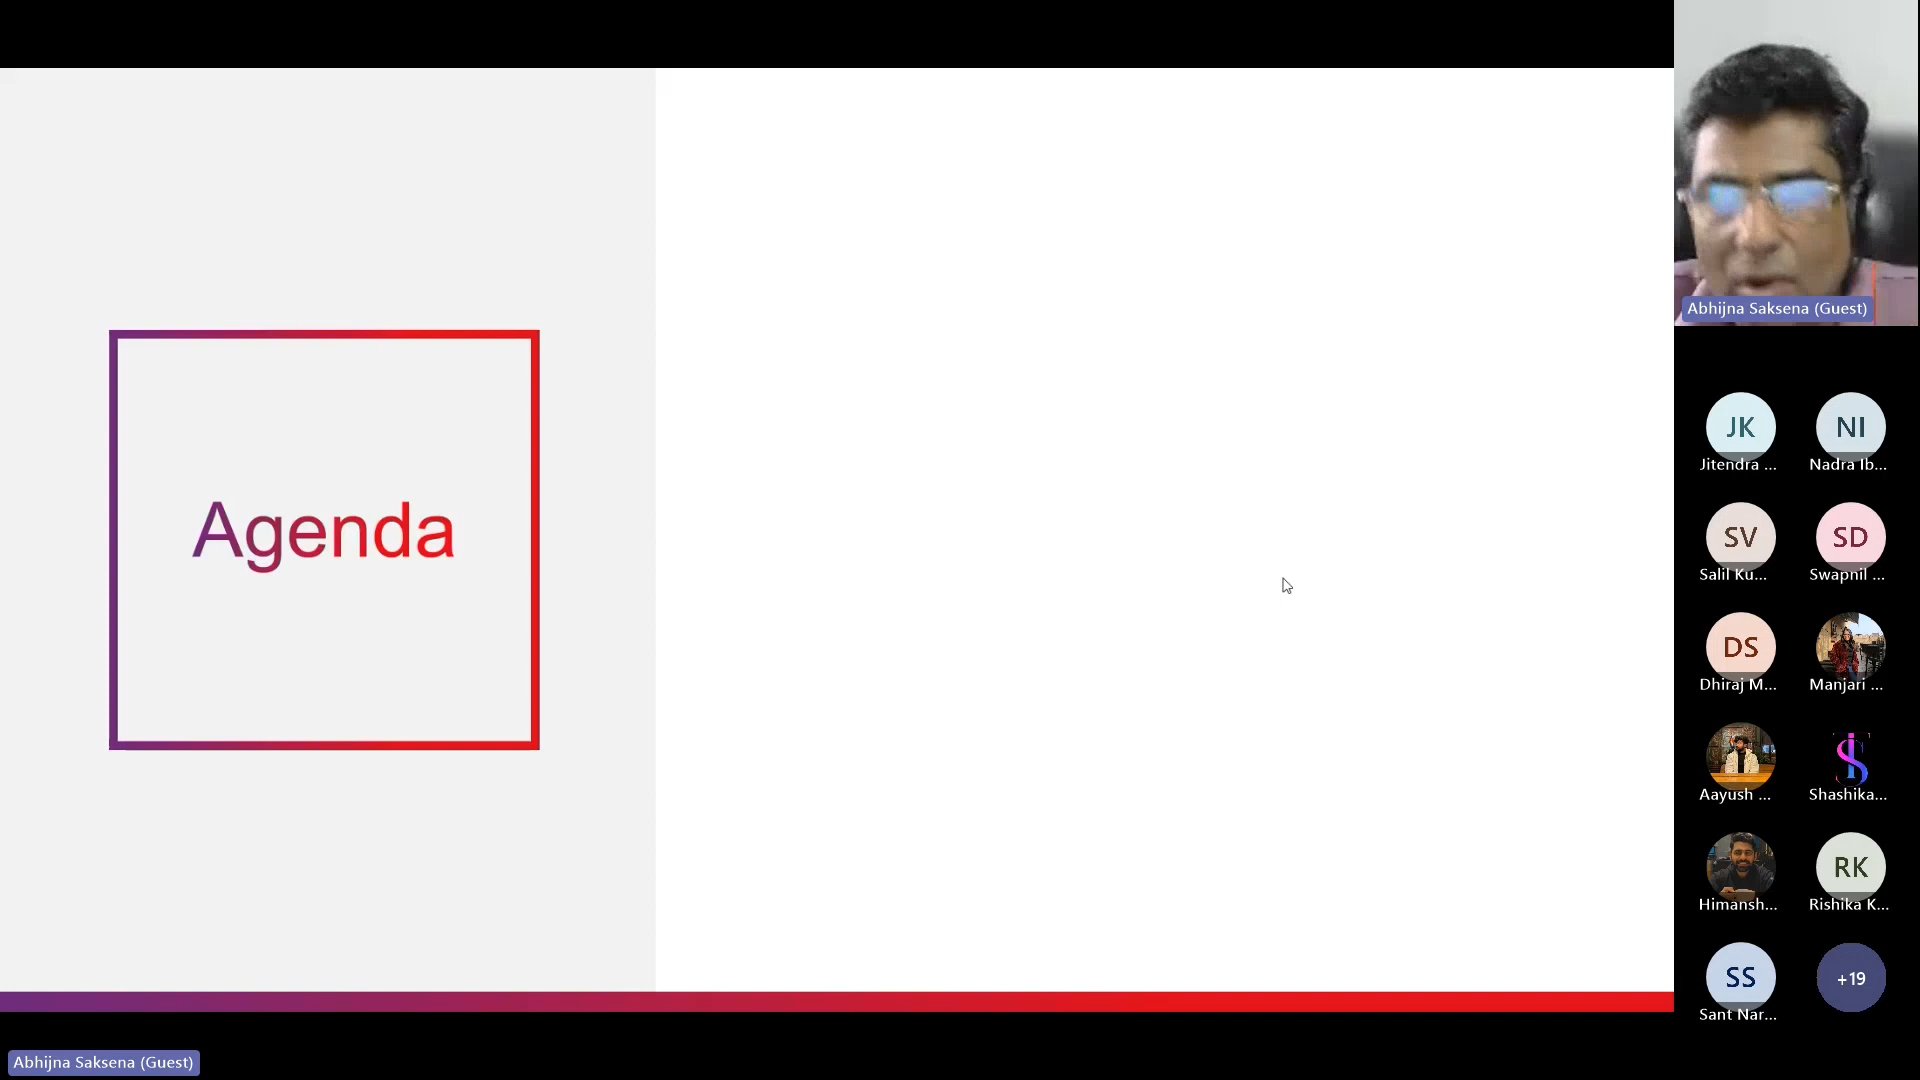 Agenda
Abhijna Saksena (Guest)
JK
NI
Jitendra ...
Nadra Ib...
SV
SD
Salil Ku...
Swapnil ...
DS
Dhiraj M...
Manjari ...
Aayush ...
Shashika...
RK
Himansh...
Rishika K...
SS
+19
Sant Nar...
Abhijna Saksena (Guest)